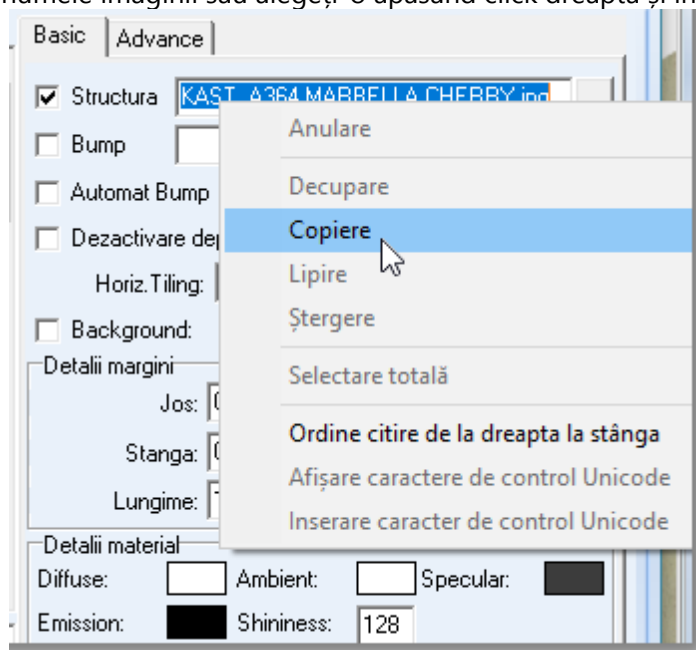 Basic Advance
Structura KAST_A364 MARBELLA CHERRY.jpg
Anulare
Bump
Automat Bump
Decupare
Copiere
Dezactivare
Horiz.Tiling:
Lipire
Background:
Ștergere
Detalii margini
Selectare totală
Jos:
Stanga:
Ordine citire de la dreapta la stânga
Lungime:
Afișare caractere de control Unicode
Inserare caracter de control Unicode
Detalii material
Diffuse: Ambient: Specular:
Emission: Shininess: 128